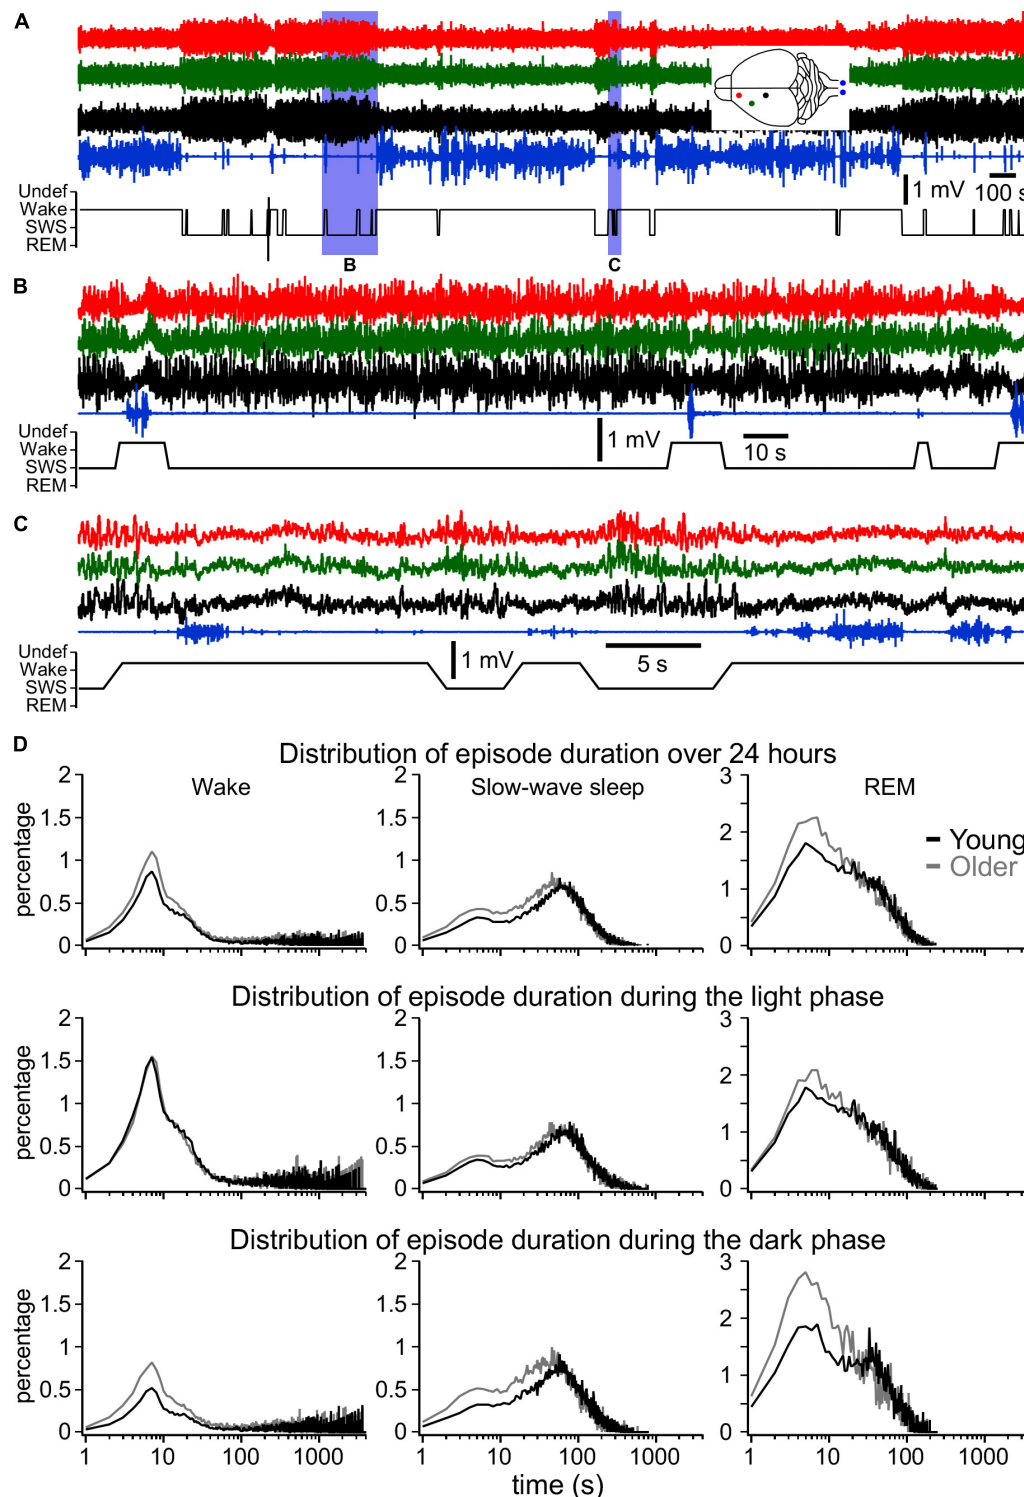 A
Undef
Wake
SWS
REM
1 mV
100 s
B
C
B
Undef
Wake
SWS
REM
1 mV
10 s
C
Undef
Wake
SWS
REM
1 mV
5 s
D
Distribution of episode duration over 24 hours
Wake
Slow-wave sleep
REM
percentage
2
1.5
1
0.5
0
2
1.5
1
0.5
0
3
2
1
0
Young
Older
Distribution of episode duration during the light phase
percentage
2
1.5
1
0.5
0
2
1.5
1
0.5
0
3
2
1
0
Distribution of episode duration during the dark phase
percentage
2
1.5
1
0.5
0
2
1.5
1
0.5
0
3
2
1
0
1 10 100 1000
1 10 100 1000
1 10 100 1000
time (s)